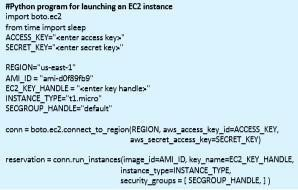 #Python program for launching an EC2 instance
import boto.ec2
from time import sleep
ACCESS_KEY="<enter access key>"
SECRET_KEY="<enter secret key>"
REGION="us-east-1"
AMI_ID = "ami-d0f89fb9"
EC2_KEY_HANDLE = "<enter key handle>"
INSTANCE_TYPE="t1.micro"
SECGROUP_HANDLE="default"
conn = boto.ec2.connect_to_region(REGION, aws_access_key_id=ACCESS_KEY,
aws_secret_access_key=SECRET_KEY)
reservation = conn.run_instances(image_id=AMI_ID, key_name=EC2_KEY_HANDLE,
instance_type=INSTANCE_TYPE,
security_groups = [ SECGROUP_HANDLE, ] )